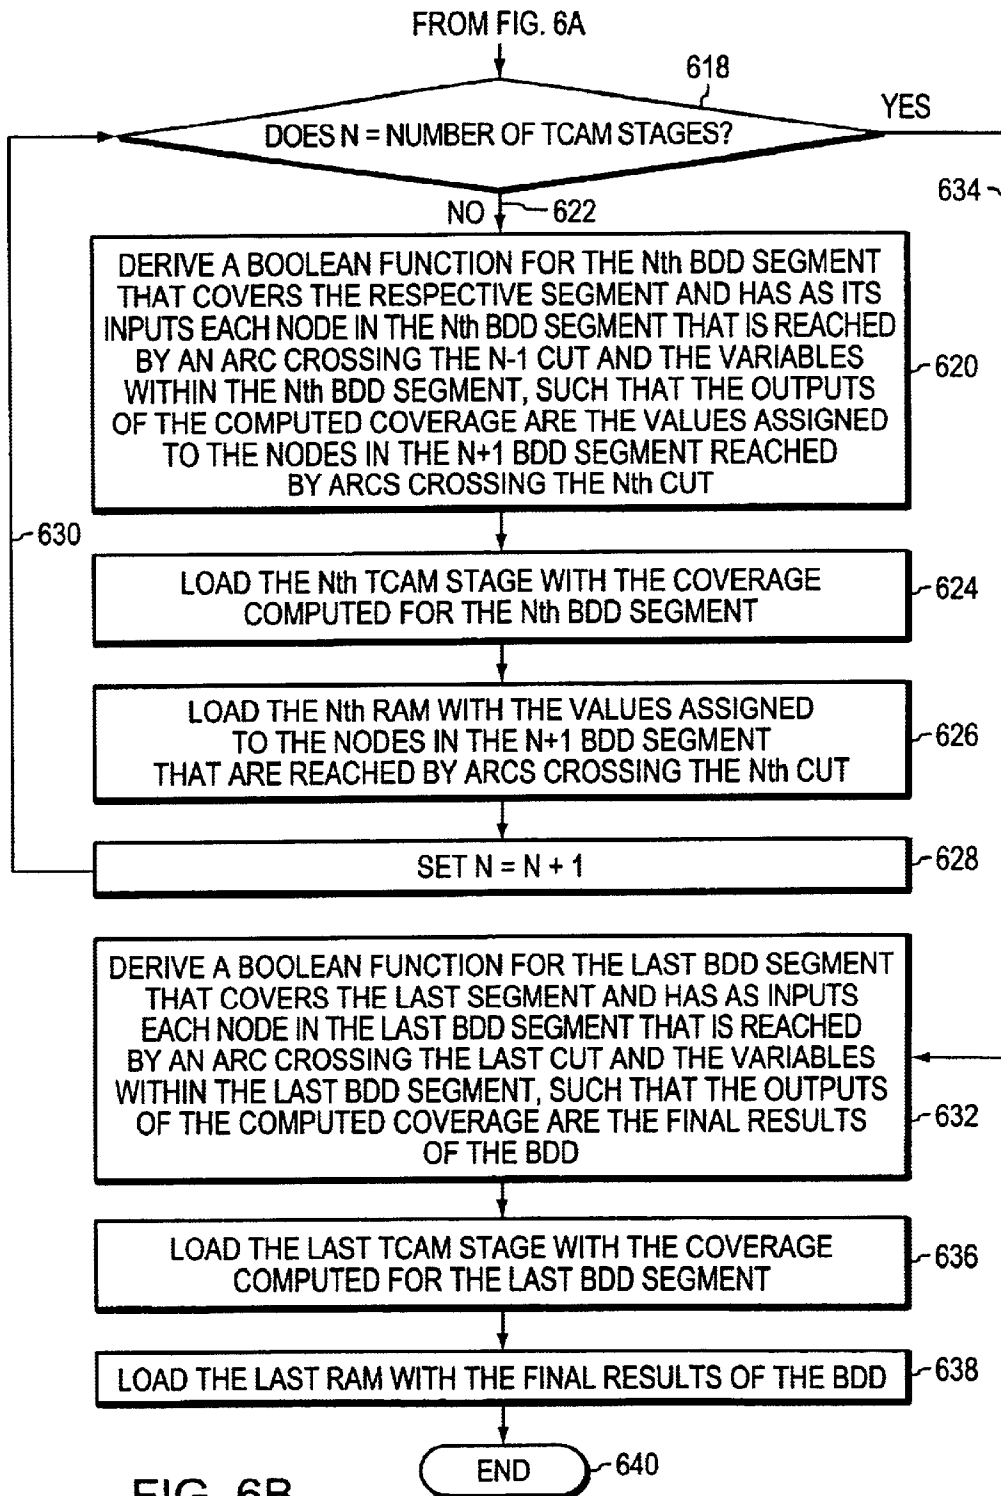 FROM FIG. 6A
618
DOES N = NUMBER OF TCAM STAGES?
YES
634
NO
622
DERIVE A BOOLEAN FUNCTION FOR THE Nth BDD SEGMENT
THAT COVERS THE RESPECTIVE SEGMENT AND HAS AS ITS
INPUTS EACH NODE IN THE Nth BDD SEGMENT THAT IS REACHED
BY AN ARC CROSSING THE N-1 CUT AND THE VARIABLES
WITHIN THE Nth BDD SEGMENT, SUCH THAT THE OUTPUTS
OF THE COMPUTED COVERAGE ARE THE VALUES ASSIGNED
TO THE NODES IN THE N+1 BDD SEGMENT REACHED
BY ARCS CROSSING THE Nth CUT
620
630
LOAD THE Nth TCAM STAGE WITH THE COVERAGE
COMPUTED FOR THE Nth BDD SEGMENT
624
LOAD THE Nth RAM WITH THE VALUES ASSIGNED
TO THE NODES IN THE N+1 BDD SEGMENT
THAT ARE REACHED BY ARCS CROSSING THE Nth CUT
626
SET N = N + 1
628
DERIVE A BOOLEAN FUNCTION FOR THE LAST BDD SEGMENT
THAT COVERS THE LAST SEGMENT AND HAS AS INPUTS
EACH NODE IN THE LAST BDD SEGMENT THAT IS REACHED
BY AN ARC CROSSING THE LAST CUT AND THE VARIABLES
WITHIN THE LAST BDD SEGMENT, SUCH THAT THE OUTPUTS
OF THE COMPUTED COVERAGE ARE THE FINAL RESULTS
OF THE BDD
632
LOAD THE LAST TCAM STAGE WITH THE COVERAGE
COMPUTED FOR THE LAST BDD SEGMENT
636
LOAD THE LAST RAM WITH THE FINAL RESULTS OF THE BDD
638
END
640
FIG. 6B